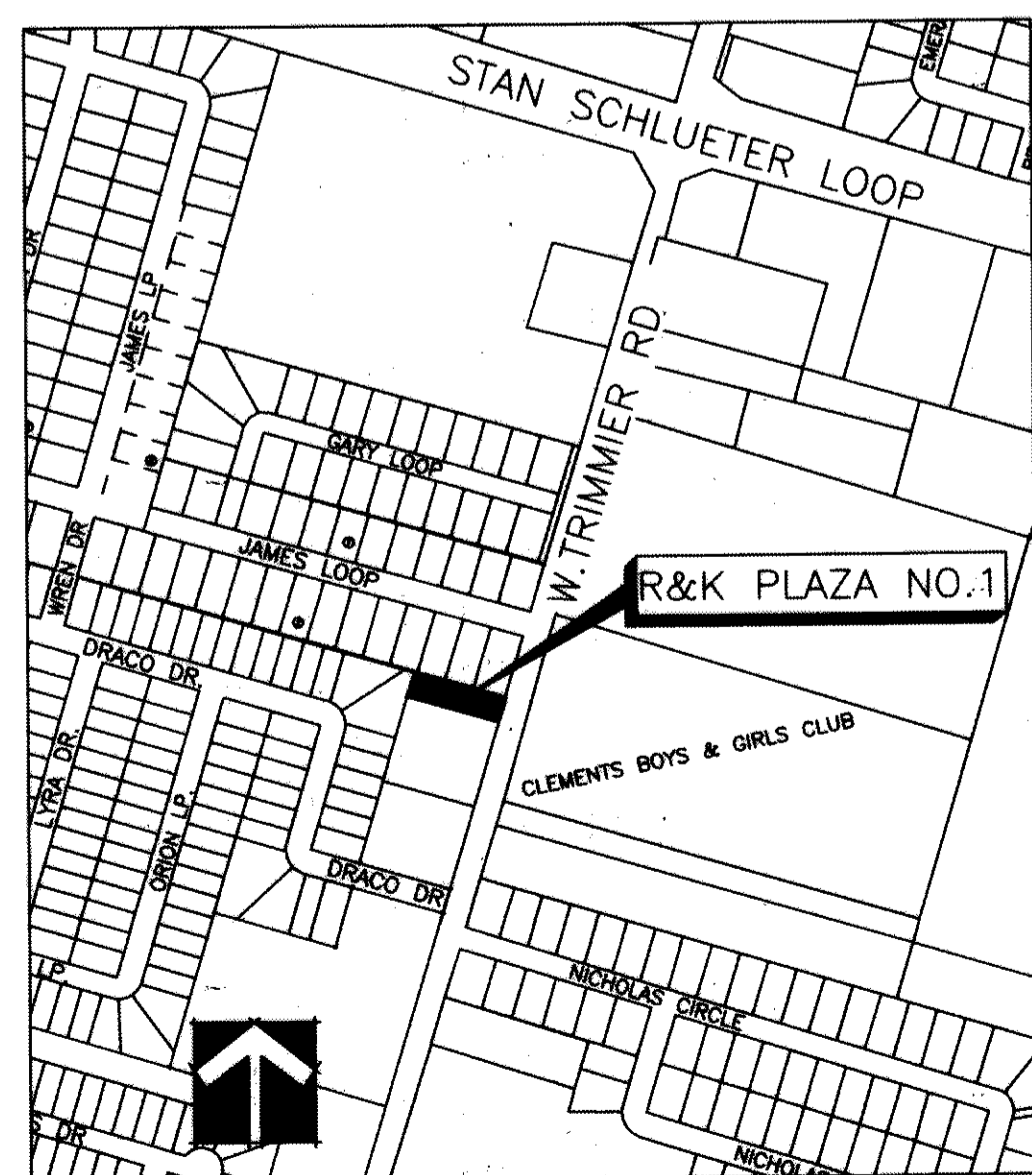 STAN SCHLUETER LOOP
JAMES LP
W. TRIMMIER RD
GARY LOOP
JAMES LOOP
WREN DR
R&K PLAZA NO.1
DRACO DR.
LYRA DR.
ORION LP.
CLEMENTS BOYS & GIRLS CLUB
DRACO DR
LP.
NICHOLAS CIRCLE
DR